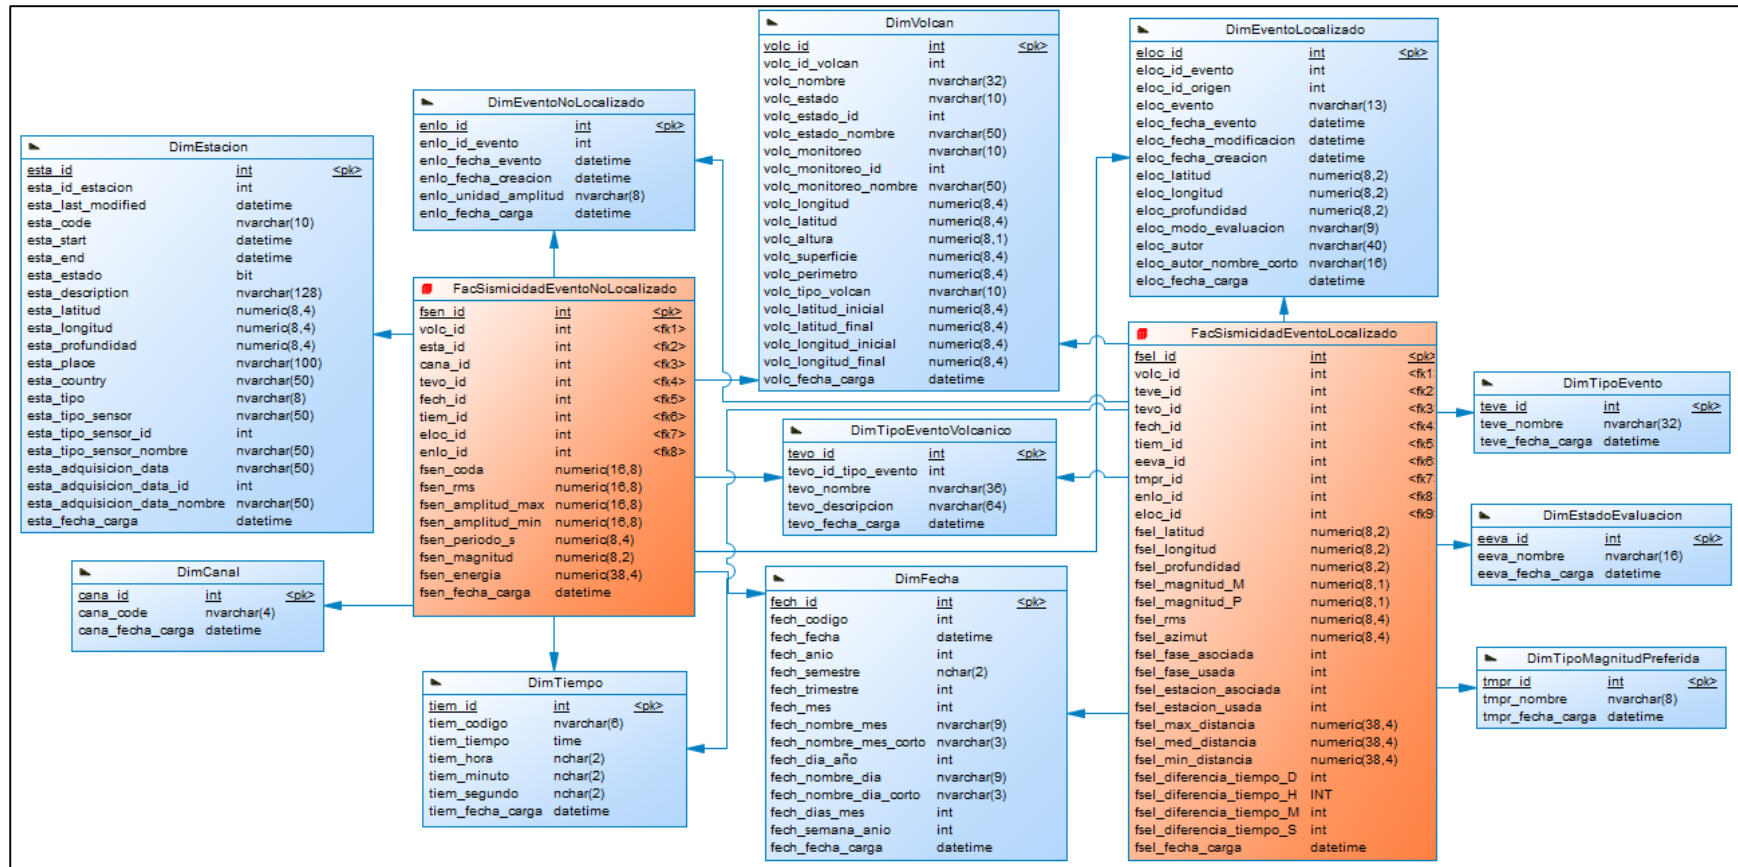 DimEstacion
esta_id int <pk>
esta_id_estacion int
esta_last_modified datetime
esta_code nvarchar(10)
esta_start datetime
esta_end datetime
esta_estado bit
esta_description nvarchar(128)
esta_latitud numeric(8,4)
esta_longitud numeric(8,4)
esta_profundidad numeric(8,4)
esta_place nvarchar(100)
esta_country nvarchar(50)
esta_tipo nvarchar(8)
esta_tipo_sensor nvarchar(50)
esta_tipo_sensor_id int
esta_tipo_sensor_nombre nvarchar(50)
esta_adquisicion_data nvarchar(50)
esta_adquisicion_data_id int
esta_adquisicion_data_nombre nvarchar(50)
esta_fecha_carga datetime
DimCanal
cana_id int <pk>
cana_code nvarchar(4)
cana_fecha_carga datetime
DimEventoNoLocalizado
enlo_id int <pk>
enlo_id_evento int
enlo_fecha_evento datetime
enlo_fecha_creacion datetime
enlo_unidad_amplitud nvarchar(8)
enlo_fecha_carga datetime
FacSismicidadEventoNoLocalizado
fsen_id int <pk>
volc_id int <fk1>
esta_id int <fk2>
cana_id int <fk3>
tevo_id int <fk4>
fech_id int <fk5>
tiem_id int <fk6>
eloc_id int <fk7>
enlo_id int <fk8>
fsen_coda numeric(16,8)
fsen_rms numeric(16,8)
fsen_amplitud_max numeric(16,8)
fsen_amplitud_min numeric(16,8)
fsen_periodo_s numeric(8,4)
fsen_magnitud numeric(8,2)
fsen_energia numeric(38,4)
fsen_fecha_carga datetime
DimTiempo
tiem_id int <pk>
tiem_codigo nvarchar(6)
tiem_tiempo time
tiem_hora nchar(2)
tiem_minuto nchar(2)
tiem_segundo nchar(2)
tiem_fecha_carga datetime
DimVolcan
volc_id int <pk>
volc_id_volcan int
volc_nombre nvarchar(32)
volc_estado nvarchar(10)
volc_estado_id int
volc_estado_nombre nvarchar(50)
volc_monitoreo nvarchar(10)
volc_monitoreo_id int
volc_monitoreo_nombre nvarchar(50)
volc_longitud numeric(8,4)
volc_latitud numeric(8,4)
volc_altura numeric(8,1)
volc_superficie numeric(8,4)
volc_perimetro numeric(8,4)
volc_tipo_volcan nvarchar(10)
volc_latitud_inicial numeric(8,4)
volc_latitud_final numeric(8,4)
volc_longitud_inicial numeric(8,4)
volc_longitud_final numeric(8,4)
volc_fecha_carga datetime
DimTipoEventoVolcanico
tevo_id int <pk>
tevo_id_tipo_evento int
tevo_nombre nvarchar(36)
tevo_descripcion nvarchar(64)
tevo_fecha_carga datetime
DimFecha
fech_id int <pk>
fech_codigo int
fech_fecha datetime
fech_anio int
fech_semestre nchar(2)
fech_trimestre int
fech_mes int
fech_nombre_mes nvarchar(9)
fech_nombre_mes_corto nvarchar(3)
fech_dia_año int
fech_nombre_dia nvarchar(9)
fech_nombre_dia_corto nvarchar(3)
fech_dias_mes int
fech_semana_anio int
fech_fecha_carga datetime
DimEventoLocalizado
eloc_id int <pk>
eloc_id_evento int
eloc_id_origen int
eloc_evento nvarchar(13)
eloc_fecha_evento datetime
eloc_fecha_modificacion datetime
eloc_fecha_creacion datetime
eloc_latitud numeric(8,2)
eloc_longitud numeric(8,2)
eloc_profundidad numeric(8,2)
eloc_modo_evaluacion nvarchar(9)
eloc_autor nvarchar(40)
eloc_autor_nombre_corto nvarchar(16)
eloc_fecha_carga datetime
FacSismicidadEventoLocalizado
fsel_id int <pk>
volc_id int <fk1
teve_id int <fk2
tevo_id int <fk3
fech_id int <fk4
tiem_id int <fk5
eeva_id int <fk6
tmpr_id int <fk7
enlo_id int <fk8
eloc_id int <fk9
fsel_latitud numeric(8,2)
fsel_longitud numeric(8,2)
fsel_profundidad numeric(8,2)
fsel_magnitud_M numeric(8,1)
fsel_magnitud_P numeric(8,1)
fsel_rms numeric(8,4)
fsel_azimut numeric(8,4)
fsel_fase_asociada int
fsel_fase_usada int
fsel_estacion_asociada int
fsel_estacion_usada int
fsel_max_distancia numeric(38,4)
fsel_med_distancia numeric(38,4)
fsel_min_distancia numeric(38,4)
fsel_diferencia_tiempo_D int
fsel_diferencia_tiempo_H INT
fsel_diferencia_tiempo_M int
fsel_diferencia_tiempo_S int
fsel_fecha_carga datetime
DimTipoEvento
teve_id int <pk>
teve_nombre nvarchar(32)
teve_fecha_carga datetime
DimEstadoEvaluacion
eeva_id int <pk>
eeva_nombre nvarchar(16)
eeva_fecha_carga datetime
DimTipoMagnitudPreferida
tmpr_id int <pk>
tmpr_nombre nvarchar(8)
tmpr_fecha_carga datetime